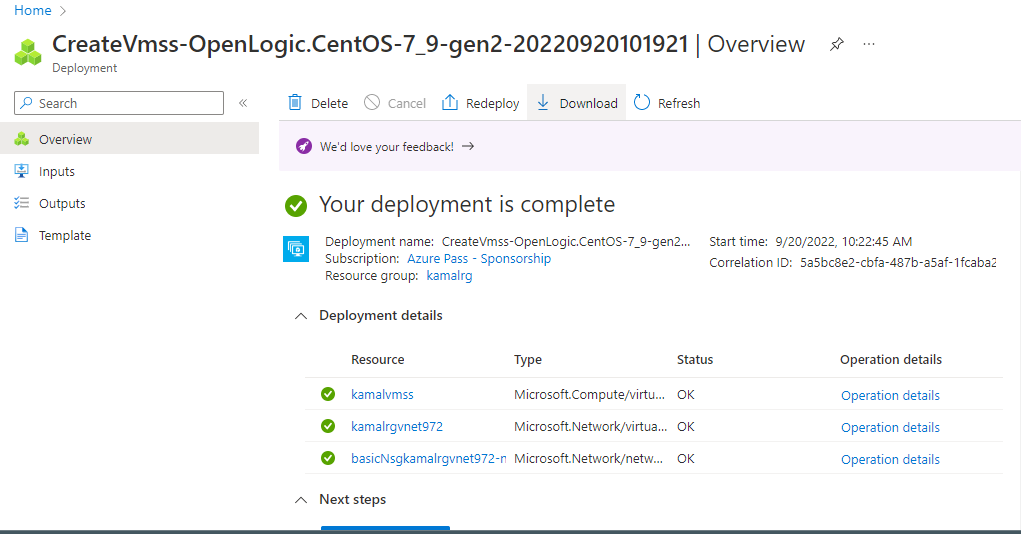 Home
CreateVmss-OpenLogic.CentOS-7_9-gen2-20220920101921 | Overview
Deployment
Search
Delete Cancel Redeploy Download Refresh
Overview
Inputs
Outputs
Template
We'd love your feedback! →
Your deployment is complete
Deployment name: CreateVmss-OpenLogic.CentOS-7_9-gen2...
Subscription: Azure Pass - Sponsorship
Resource group: kamalrg
Start time: 9/20/2022, 10:22:45 AM
Correlation ID: 5a5bc8e2-cbfa-487b-a5af-1fcaba2
Deployment details
Resource Type Status Operation details
kamalvmss Microsoft.Compute/virtu... OK Operation details
kamalrgvnet972 Microsoft.Network/virtua... OK Operation details
basicNsgkamalrgvnet972-n Microsoft.Network/netw... OK Operation details
Next steps